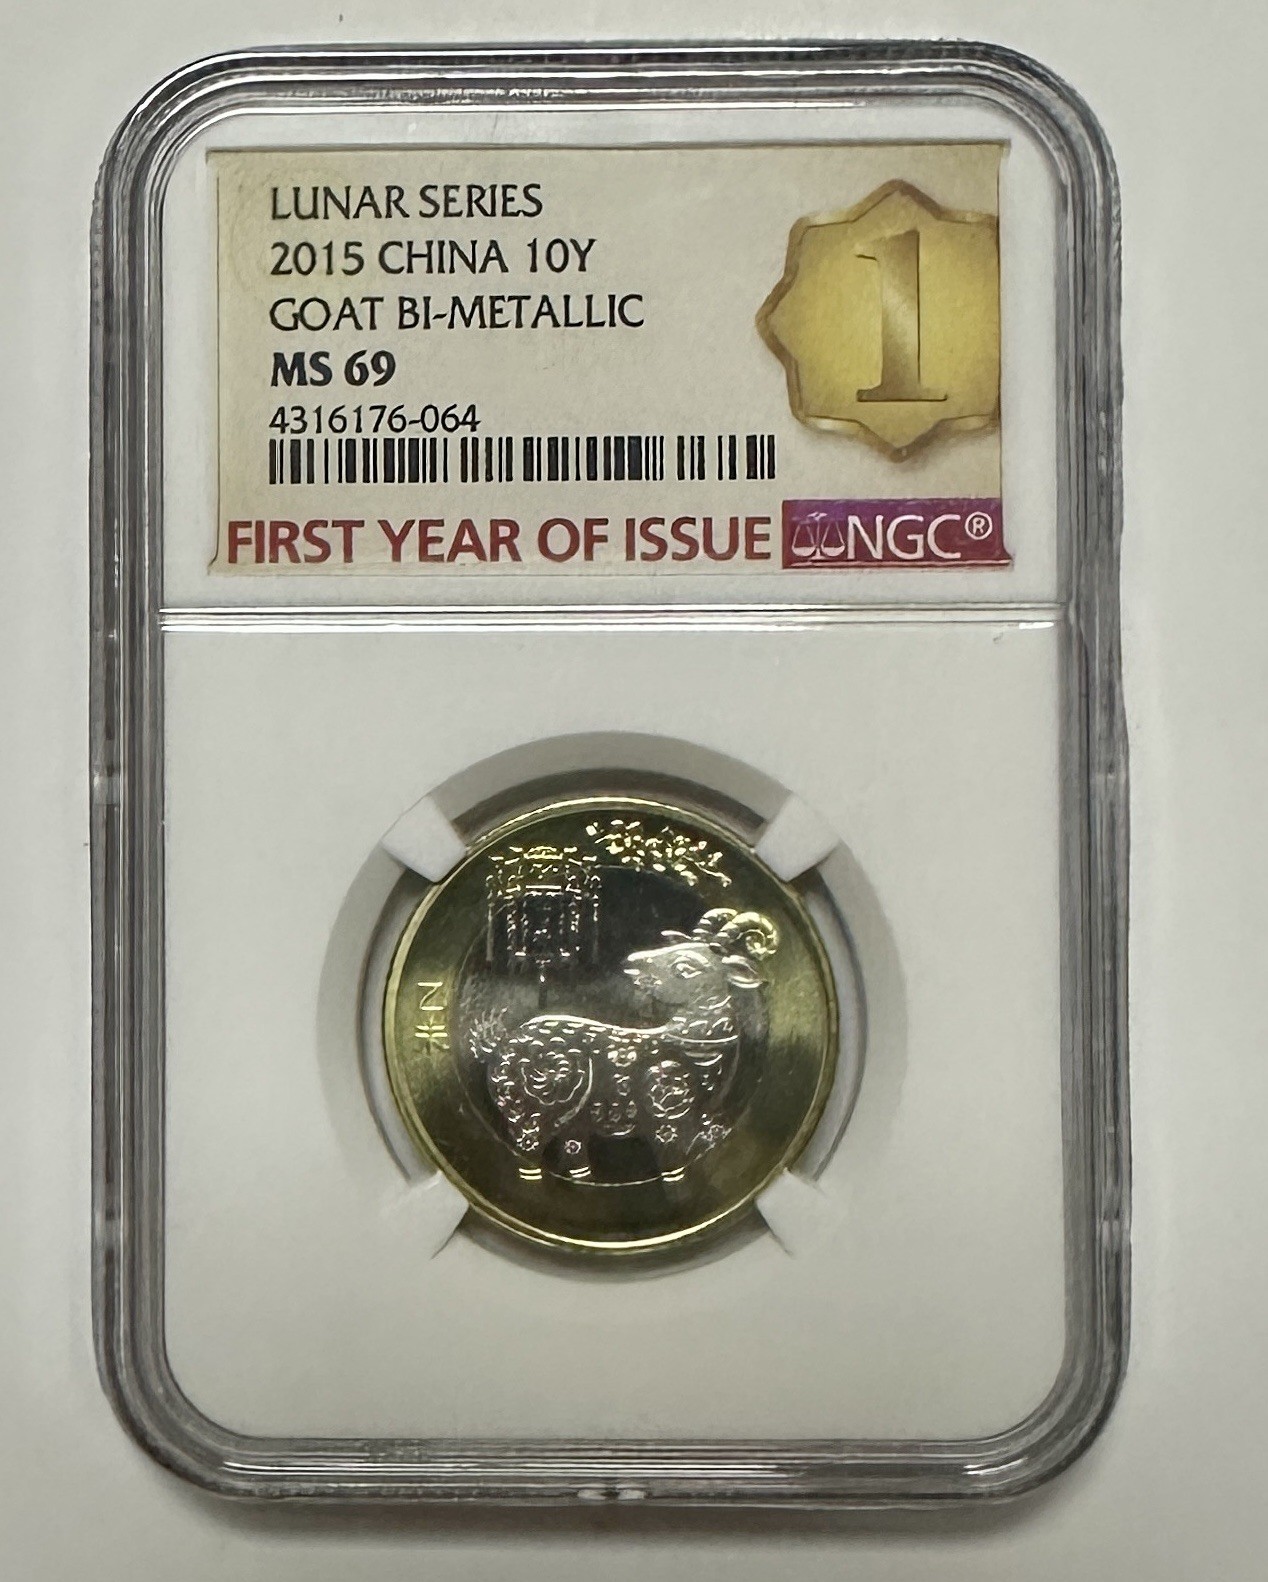 LUNAR SERIES
2015 CHINA 10Y
GOAT BI-METALLIC
MS 69
4316176-064
1
FIRST YEAR OF ISSUE
NGC®
乙未